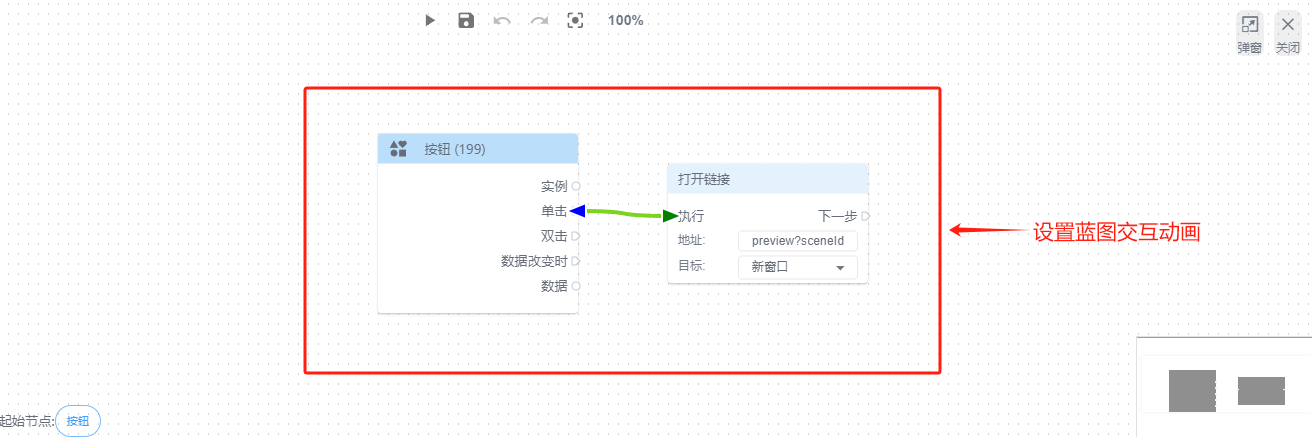 100%
弹窗
关闭
按钮 (199)
实例
单击
双击
数据改变时
数据
打开链接
执行
下一步
地址:
preview?sceneId
目标:
新窗口
设置蓝图交互动画
起始节点:
按钮